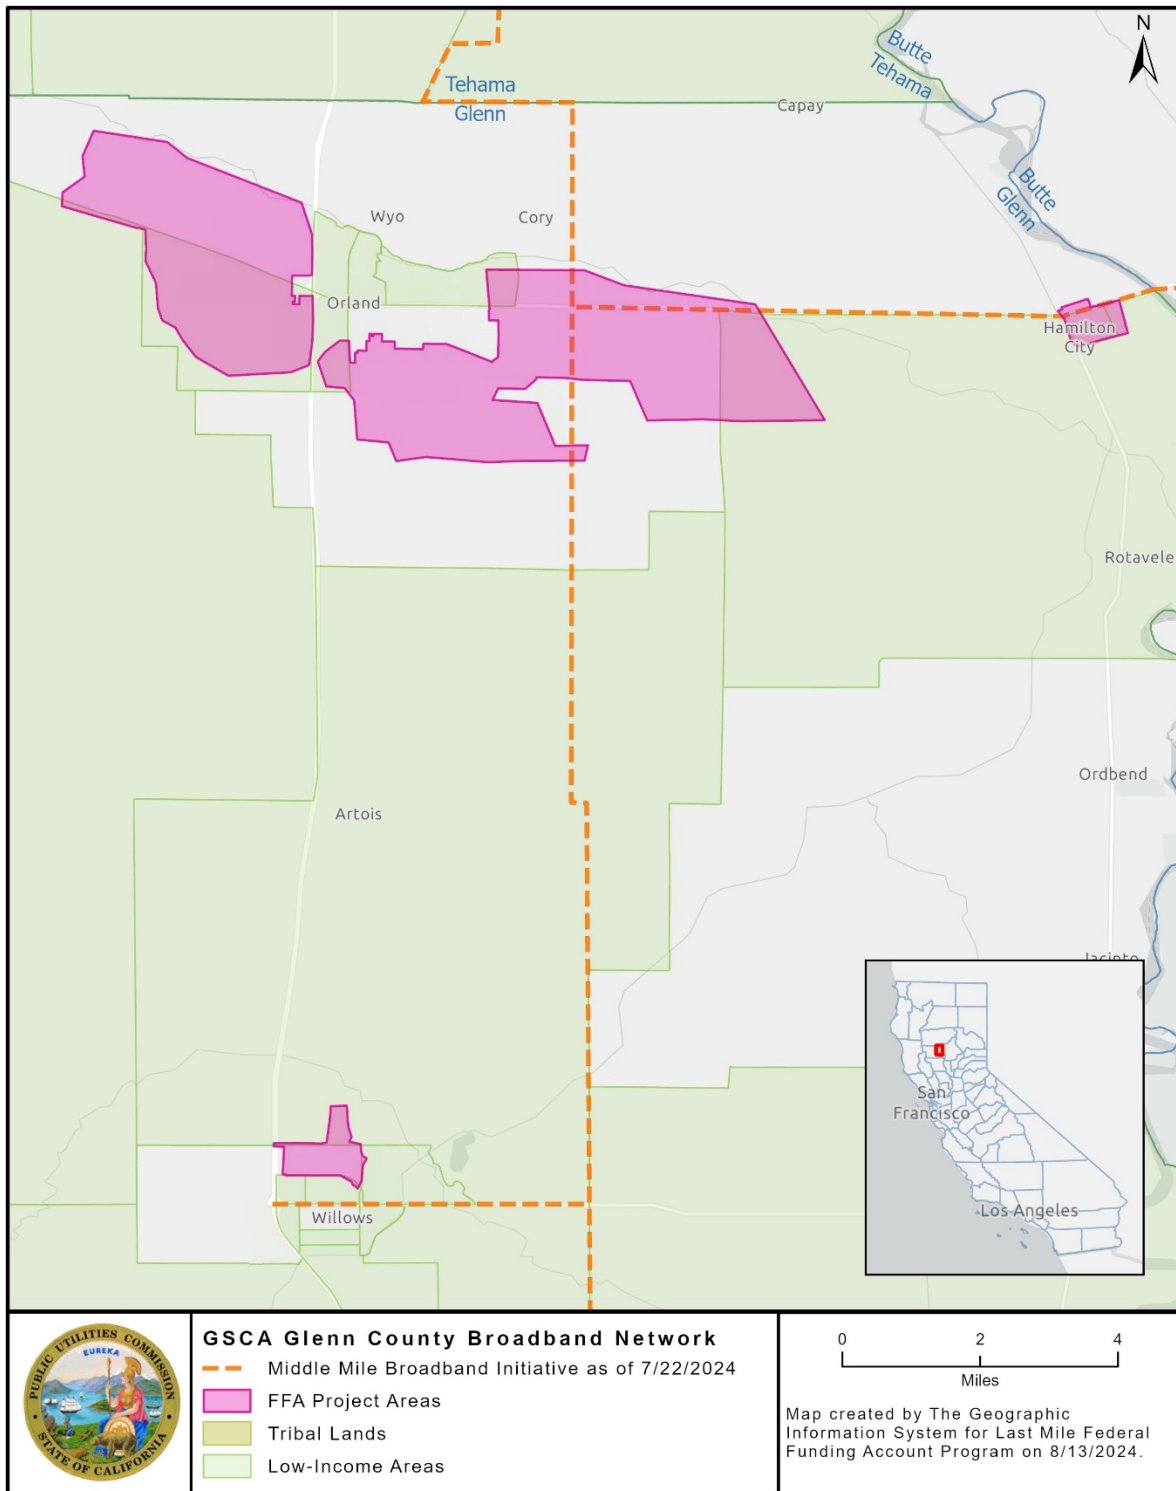 N
Butte
Tehama
Tehama
Glenn
Capay
Butte
Glenn
Wyo
Cory
Orland
Hamilton
City
Rotavele
Ordbend
Artois
Jacinto
San
Francisco
Los Angeles
Willows
PUBLIC UTILITIES COMMISSION
EUREKA
STATE OF CALIFORNIA
GSCA Glenn County Broadband Network
Middle Mile Broadband Initiative as of 7/22/2024
FFA Project Areas
Tribal Lands
Low-Income Areas
0 2 4
Miles
Map created by The Geographic
Information System for Last Mile Federal
Funding Account Program on 8/13/2024.